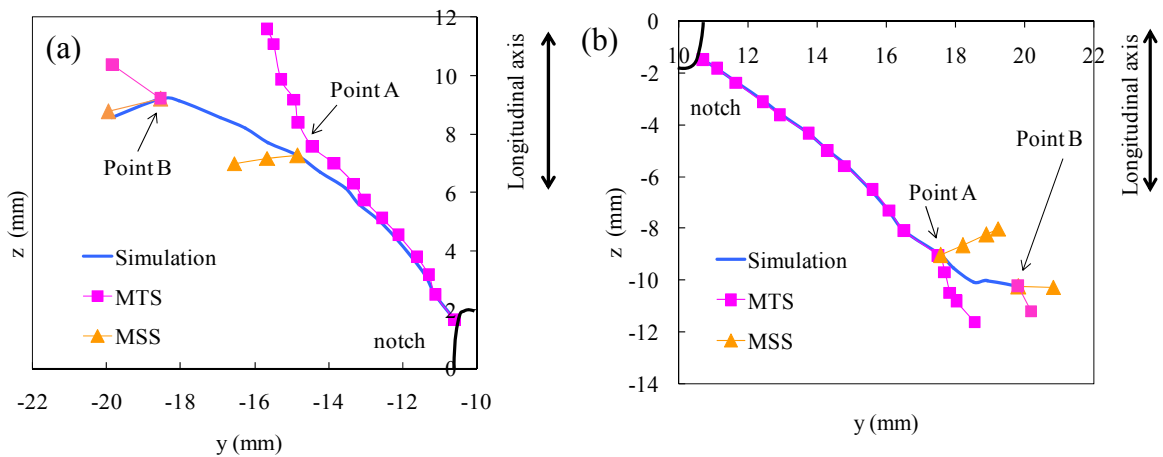 (a)
12
10
8
6
4
2
0
z (mm)
Point A
Point B
Simulation
MTS
MSS
notch
-22 -20 -18 -16 -14 -12 -10
y (mm)
Longitudinal axis
(b)
0
-2
-4
-6
-8
-10
-12
-14
z (mm)
10 12 14 16 18 20 22
notch
Point A
Point B
Simulation
MTS
MSS
y (mm)
Longitudinal axis